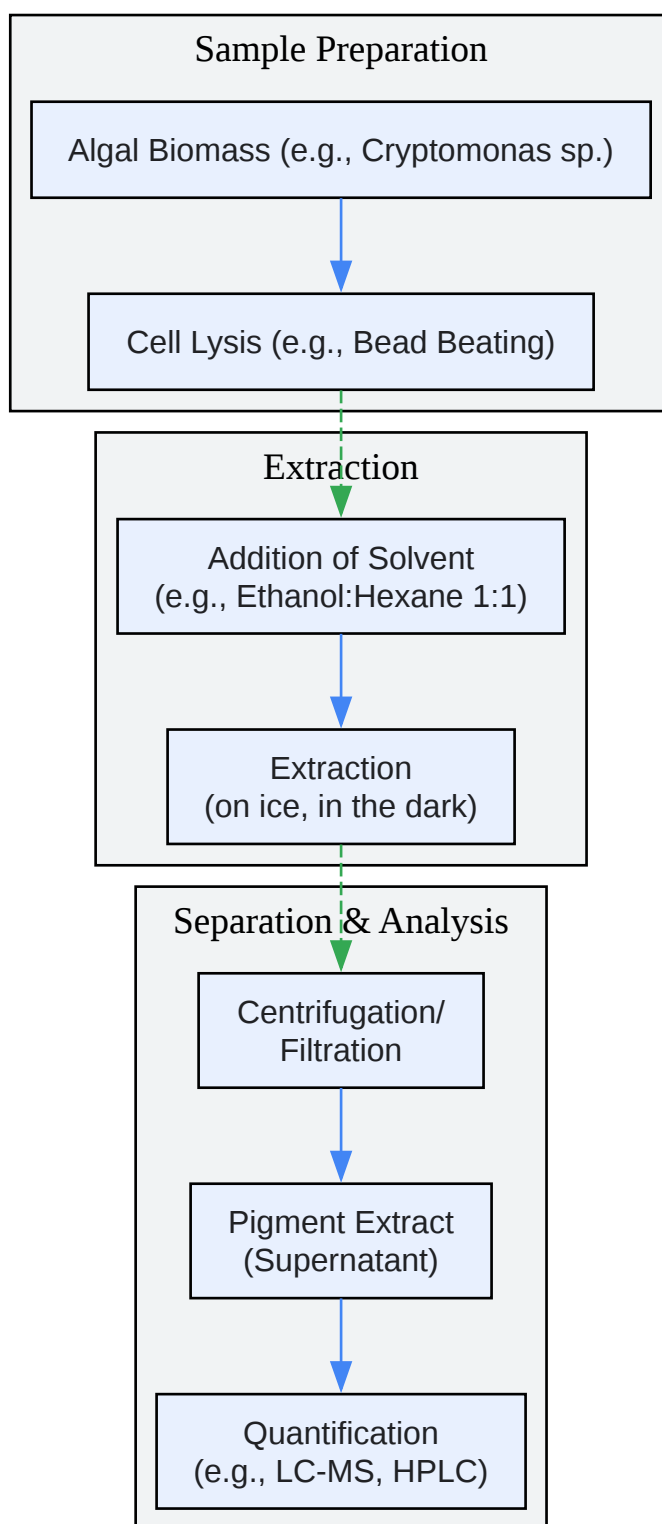 Sample Preparation
Algal Biomass (e.g., Cryptomonas sp.)
Cell Lysis (e.g., Bead Beating)
Extraction
Addition of Solvent
(e.g., Ethanol:Hexane 1:1)
Extraction
(on ice, in the dark)
Separation & Analysis
Centrifugation/
Filtration
Pigment Extract
(Supernatant)
Quantification
(e.g., LC-MS, HPLC)